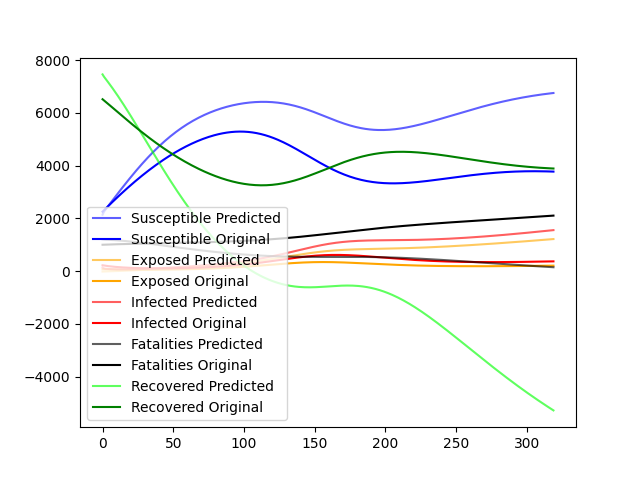 8000
6000
4000
2000
0
−2000
−4000
Susceptible Predicted
Susceptible Original
Exposed Predicted
Exposed Original
Infected Predicted
Infected Original
Fatalities Predicted
Fatalities Original
Recovered Predicted
Recovered Original
0 50 100 150 200 250 300